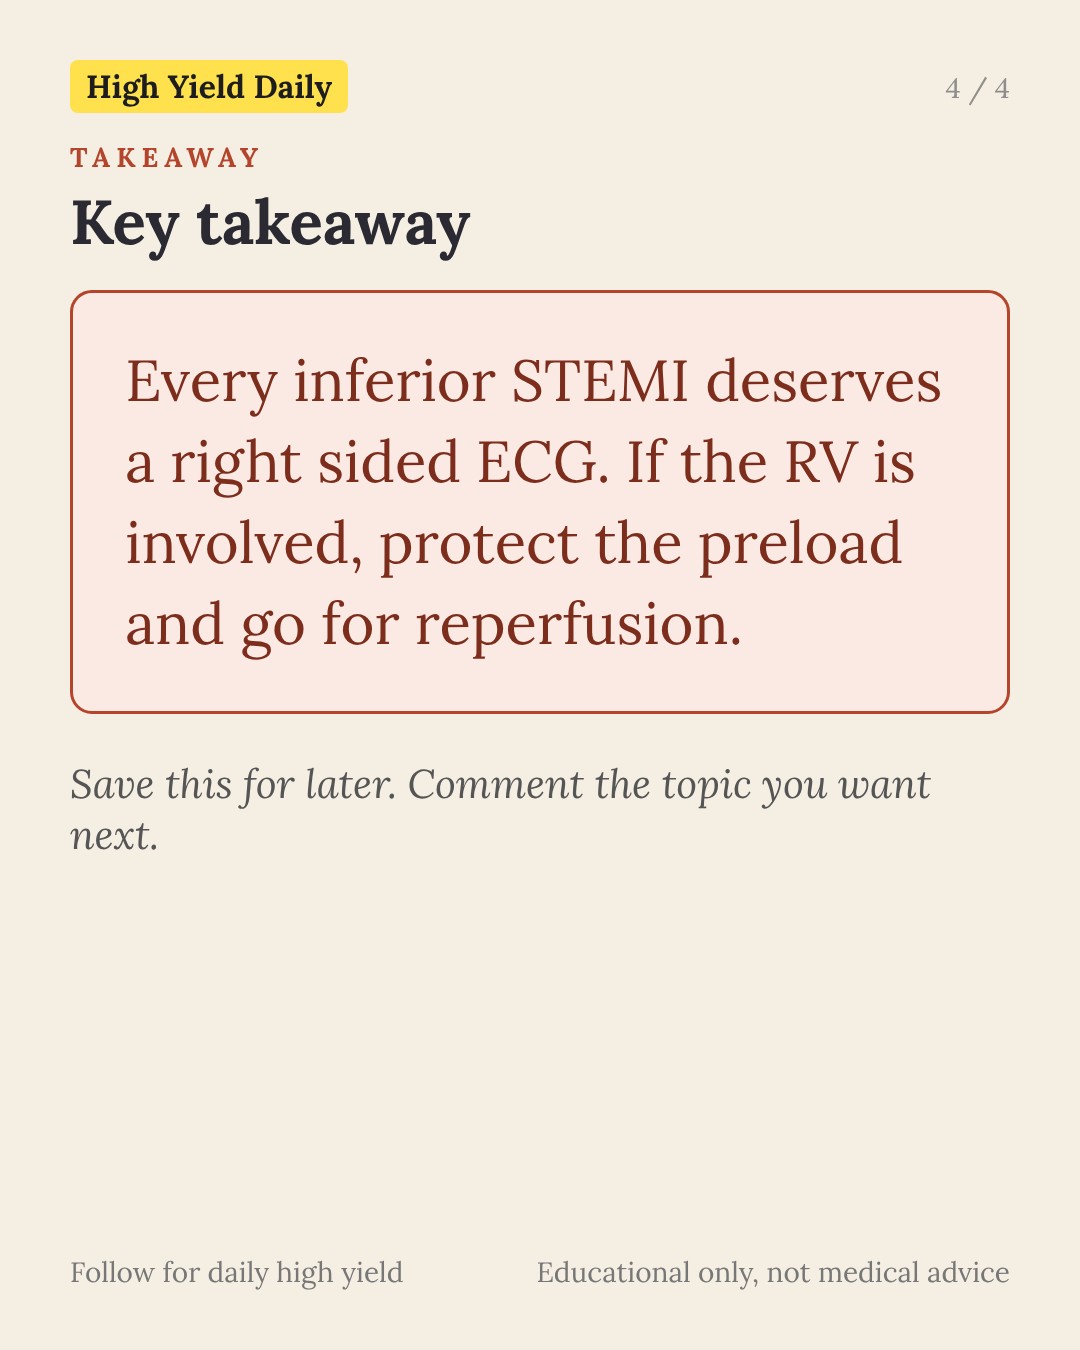 High Yield Daily
4 / 4
TAKEAWAY
Key takeaway
Every inferior STEMI deserves
a right sided ECG. If the RV is
involved, protect the preload
and go for reperfusion.
Save this for later. Comment the topic you want
next.
Follow for daily high yield
Educational only, not medical advice